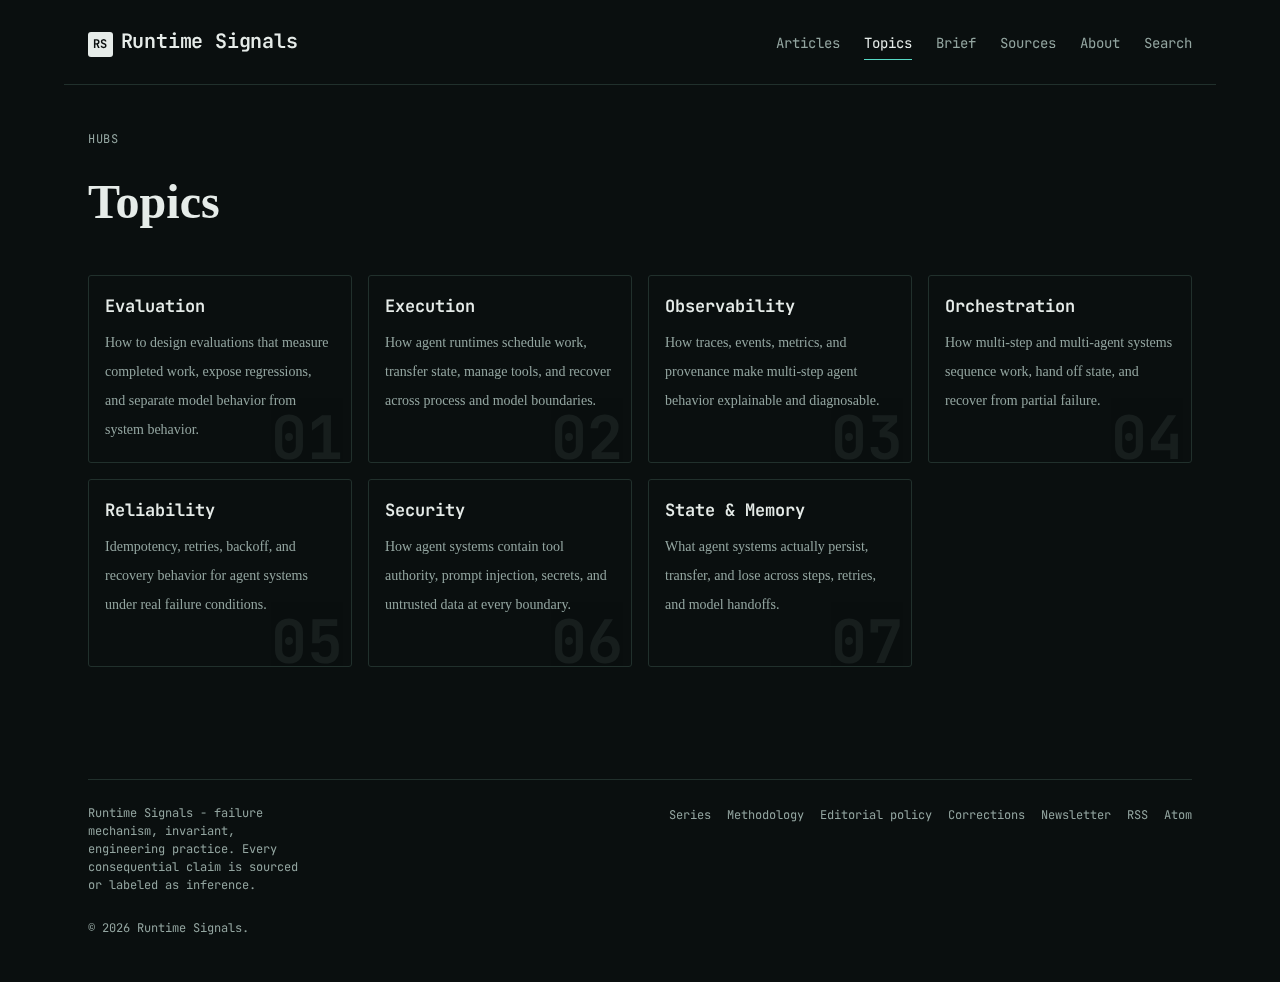 RS Runtime Signals
Articles Topics Brief Sources About Search
HUBS
Topics
Evaluation
How to design evaluations that measure
completed work, expose regressions,
and separate model behavior from
system behavior.
01
Execution
How agent runtimes schedule work,
transfer state, manage tools, and recover
across process and model boundaries.
02
Observability
How traces, events, metrics, and
provenance make multi-step agent
behavior explainable and diagnosable.
03
Orchestration
How multi-step and multi-agent systems
sequence work, hand off state, and
recover from partial failure.
04
Reliability
Idempotency, retries, backoff, and
recovery behavior for agent systems
under real failure conditions.
05
Security
How agent systems contain tool
authority, prompt injection, secrets, and
untrusted data at every boundary.
06
State & Memory
What agent systems actually persist,
transfer, and lose across steps, retries,
and model handoffs.
07
Runtime Signals - failure
mechanism, invariant,
engineering practice. Every
consequential claim is sourced
or labeled as inference.
Series Methodology Editorial policy Corrections Newsletter RSS Atom
© 2026 Runtime Signals.